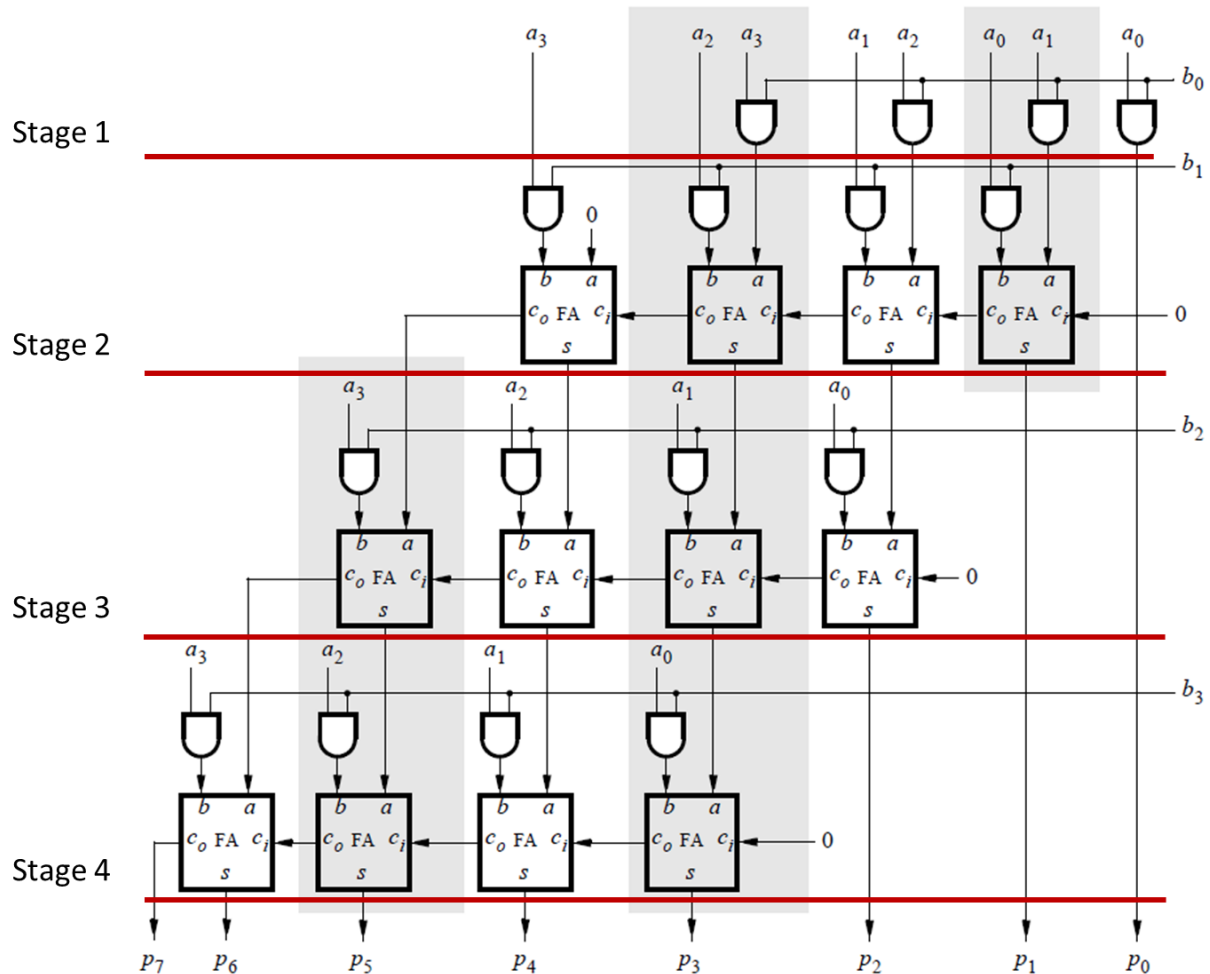 a3 a2 a3 a1 a2 a0 a1 a0
b0
Stage 1
b1
0
b a b a b a b a
co FA ci co FA ci co FA ci co FA ci 0
s s s s
Stage 2
a3 a2 a1 a0
b2
b a b a b a b a
co FA ci co FA ci co FA ci co FA ci 0
s s s s
Stage 3
a3 a2 a1 a0
b3
b a b a b a b a
co FA ci co FA ci co FA ci co FA ci 0
s s s s
Stage 4
p7 p6 p5 p4 p3 p2 p1 p0